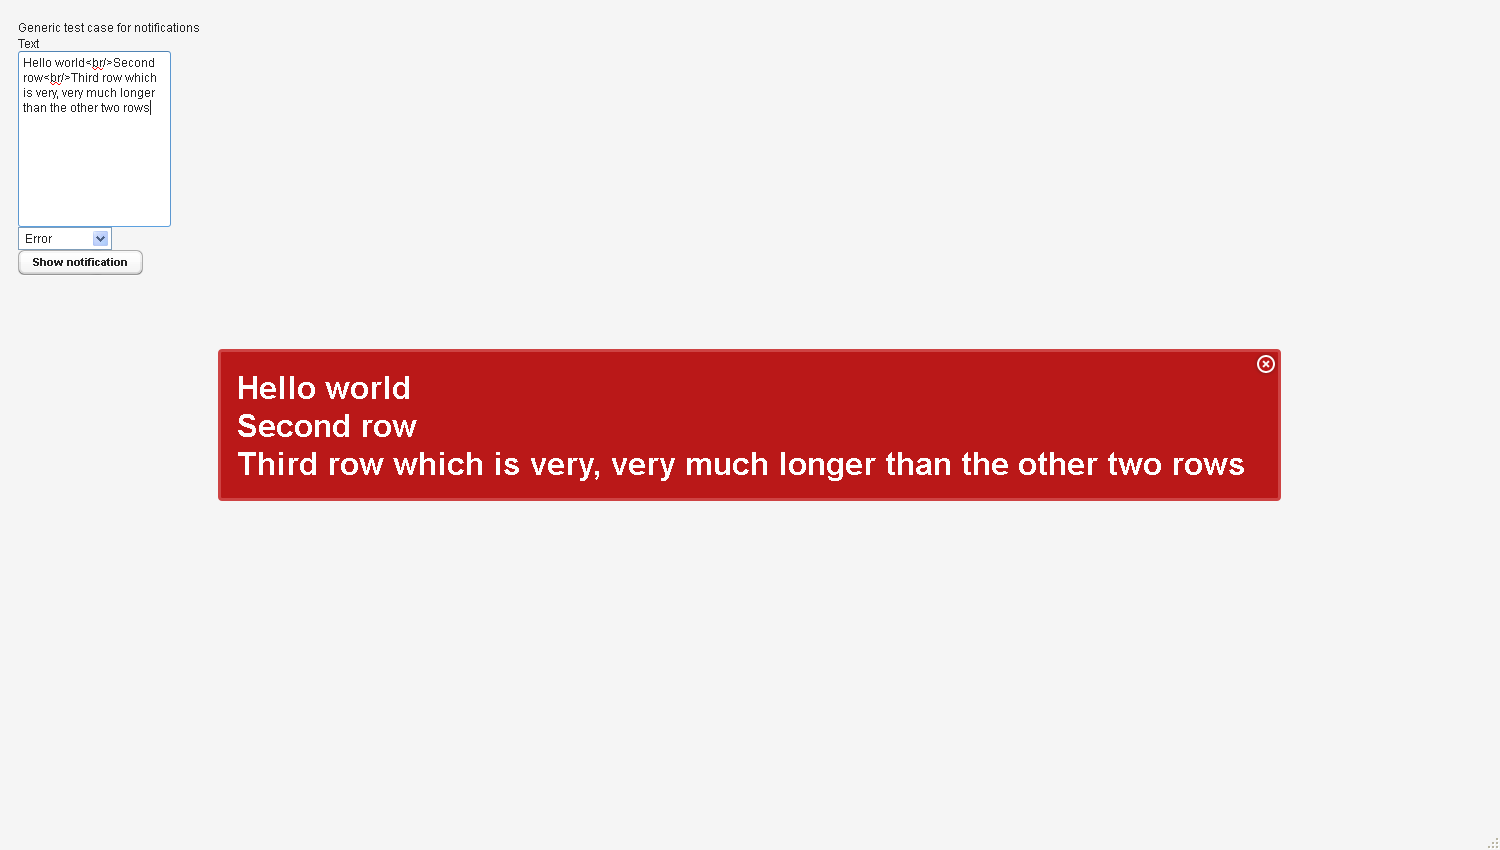 Generic test case for notifications
Text
Hello world<br/>Second
row<br/>Third row which
is very, very much longer
than the other two rows
Error
Show notification
Hello world
Second row
Third row which is very, very much longer than the other two rows